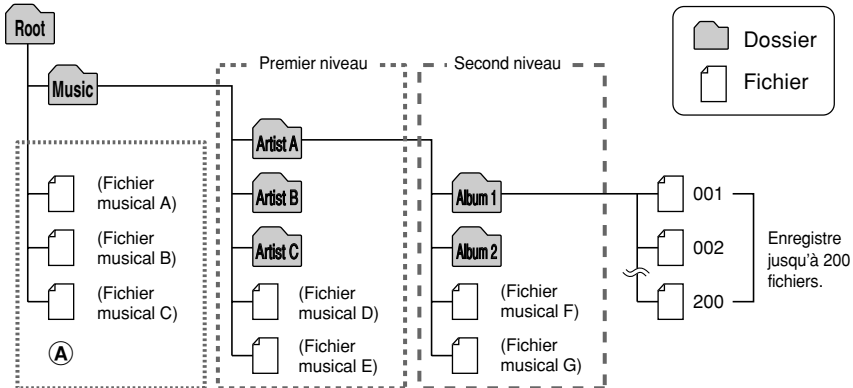 Root
Music
Premier niveau
Second niveau
Dossier
Fichier
Artist A
Artist B
Artist C
Album 1
Album 2
(Fichier
musical A)
(Fichier
musical B)
(Fichier
musical C)
A
(Fichier
musical D)
(Fichier
musical E)
(Fichier
musical F)
(Fichier
musical G)
001
002
200
Enregistre
jusqu'à 200
fichiers.